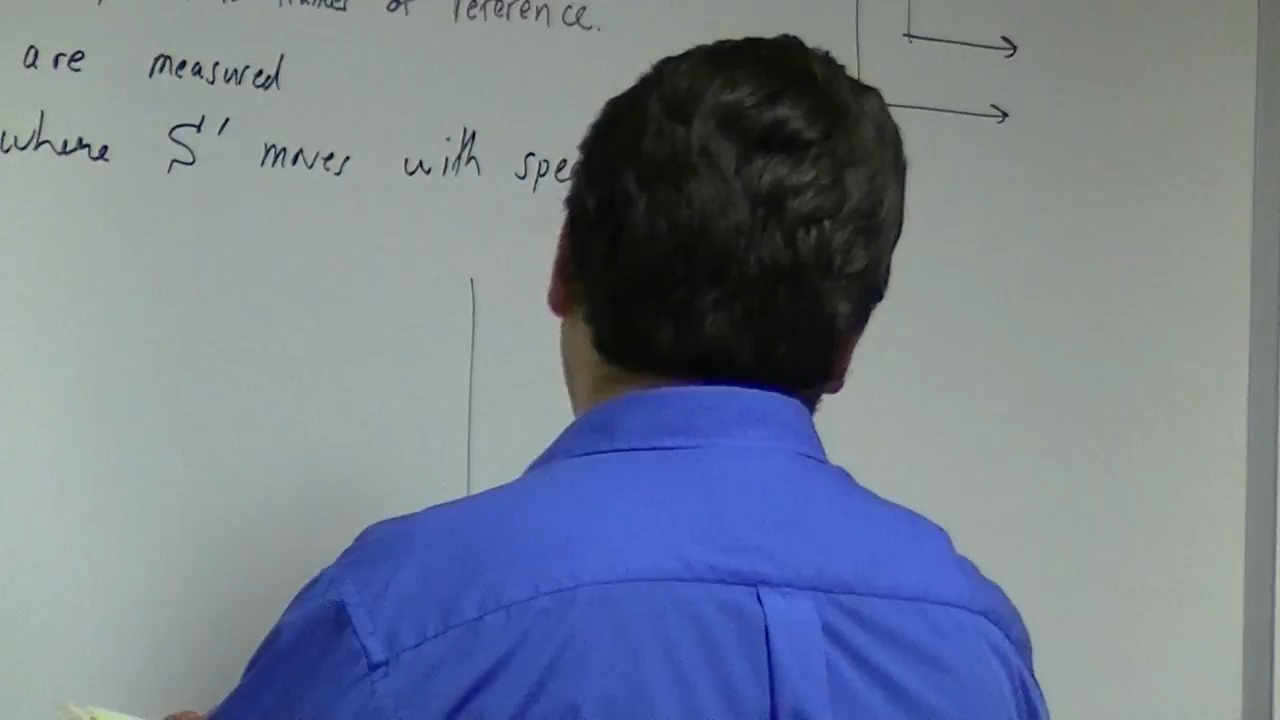 frames of reference.
are measured
where S' moves with spe